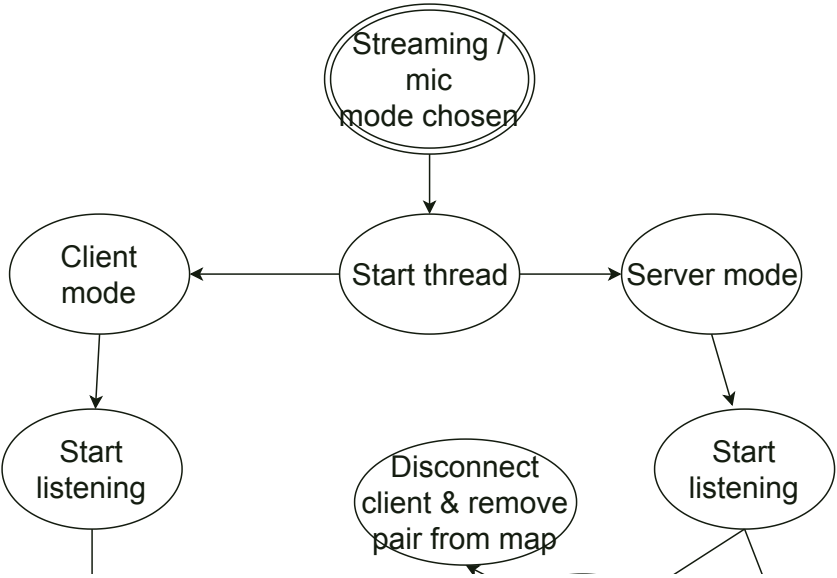 Streaming /
mic
mode chosen
Client
mode
Start thread
Server mode
Start
listening
Disconnect
client & remove
pair from map
Start
listening